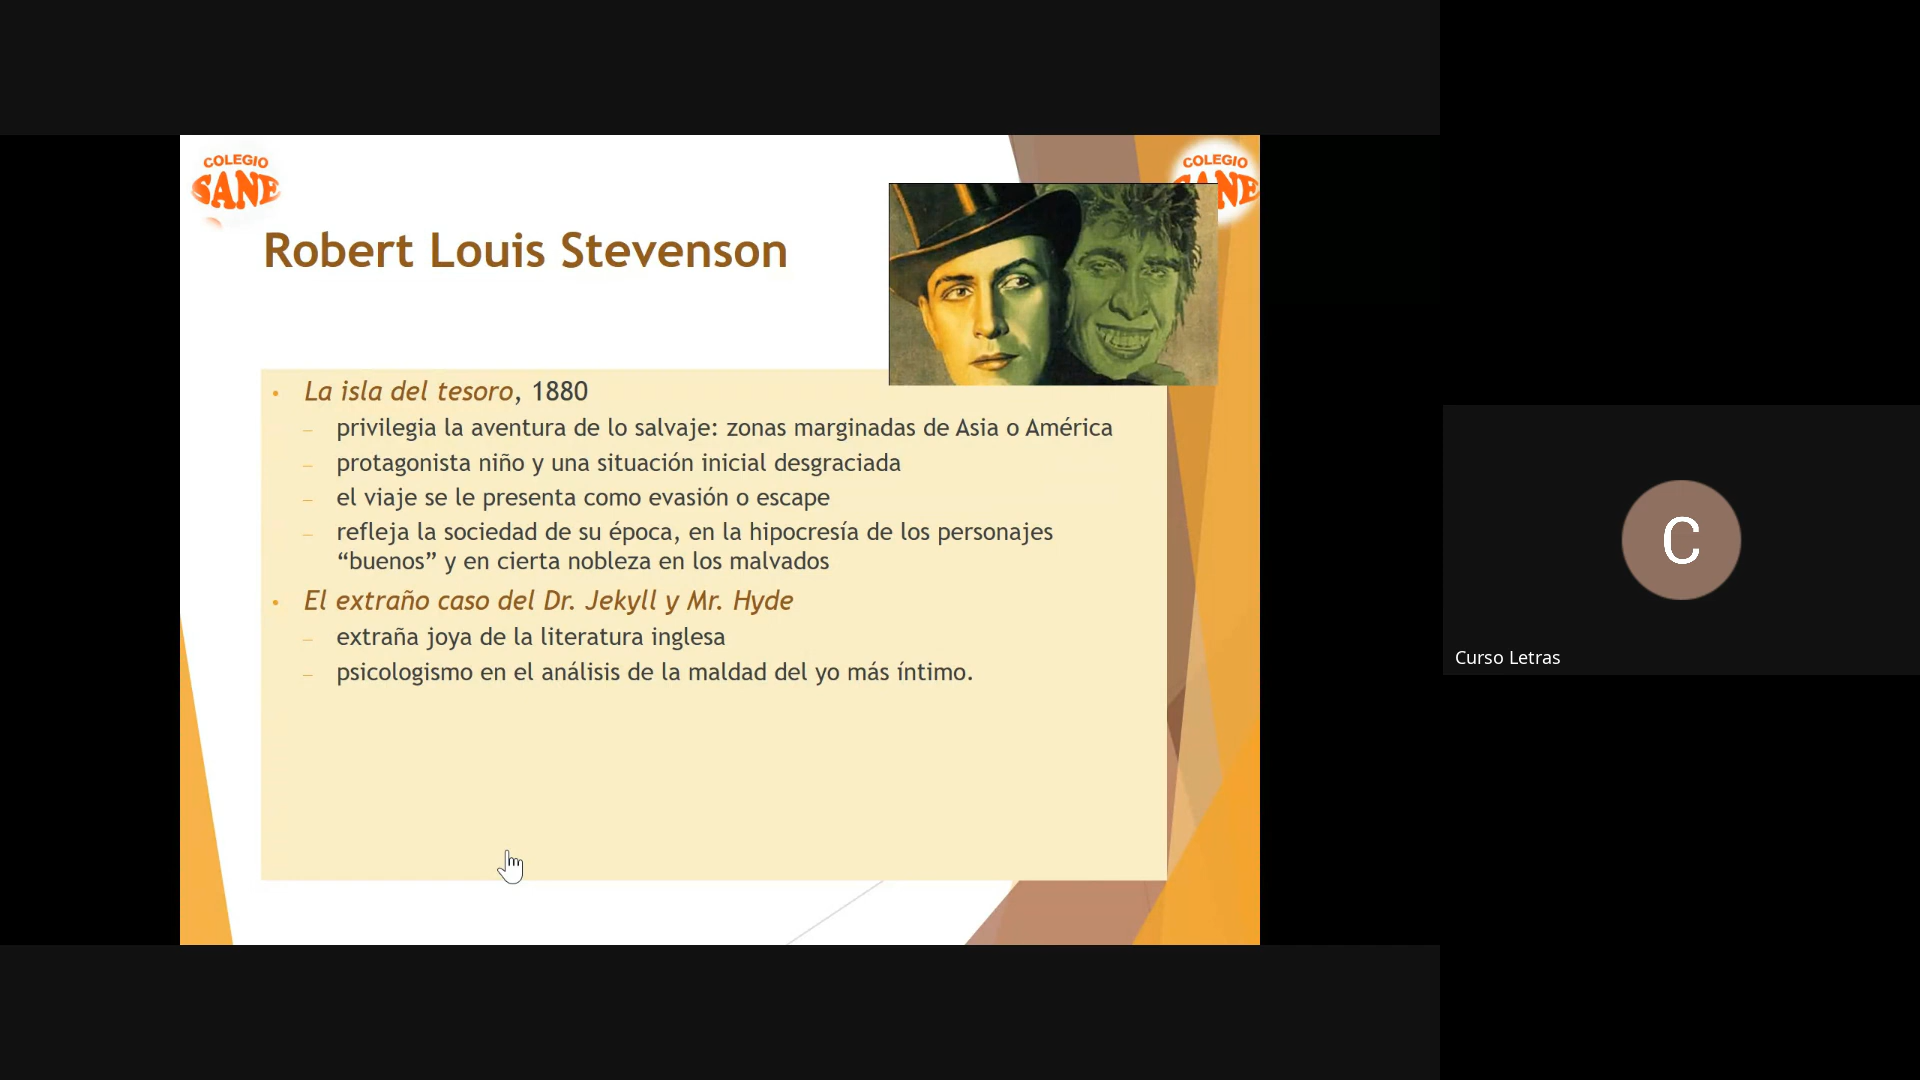 COLEGIO
SANE
COLEGIO
ANE
Robert Louis Stevenson
• La isla del tesoro, 1880
– privilegia la aventura de lo salvaje: zonas marginadas de Asia o América
– protagonista niño y una situación inicial desgraciada
– el viaje se le presenta como evasión o escape
– refleja la sociedad de su época, en la hipocresía de los personajes
“buenos” y en cierta nobleza en los malvados
• El extraño caso del Dr. Jekyll y Mr. Hyde
– extraña joya de la literatura inglesa
– psicologismo en el análisis de la maldad del yo más íntimo.
C
Curso Letras